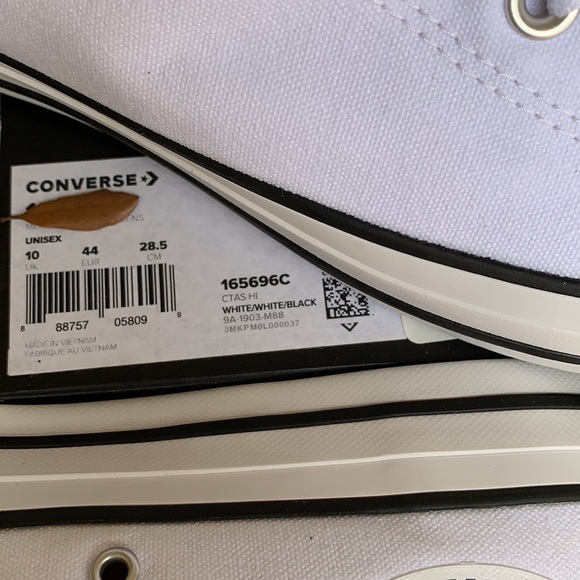 CONVERSE
UNISEX
10 44 28.5
UK EUR CM
8 88757 05809 9
MADE IN VIETNAM
FABRIQUE AU VIETNAM
165696C
CTAS HI
WHITE/WHITE/BLACK
9A-1903-M88
3MKPM0L000037